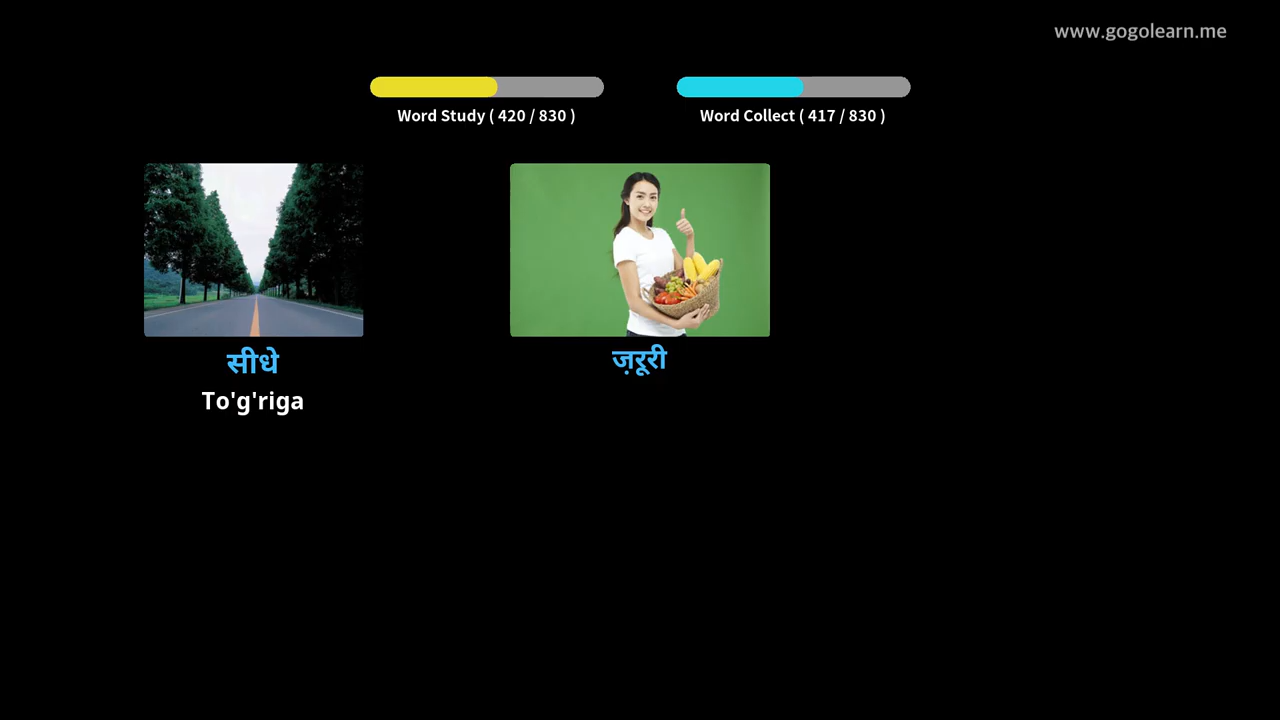 www.gogolearn.me
Word Study ( 420 / 830 )
Word Collect ( 417 / 830 )
सीधे
To'g'riga
ज़रूरी